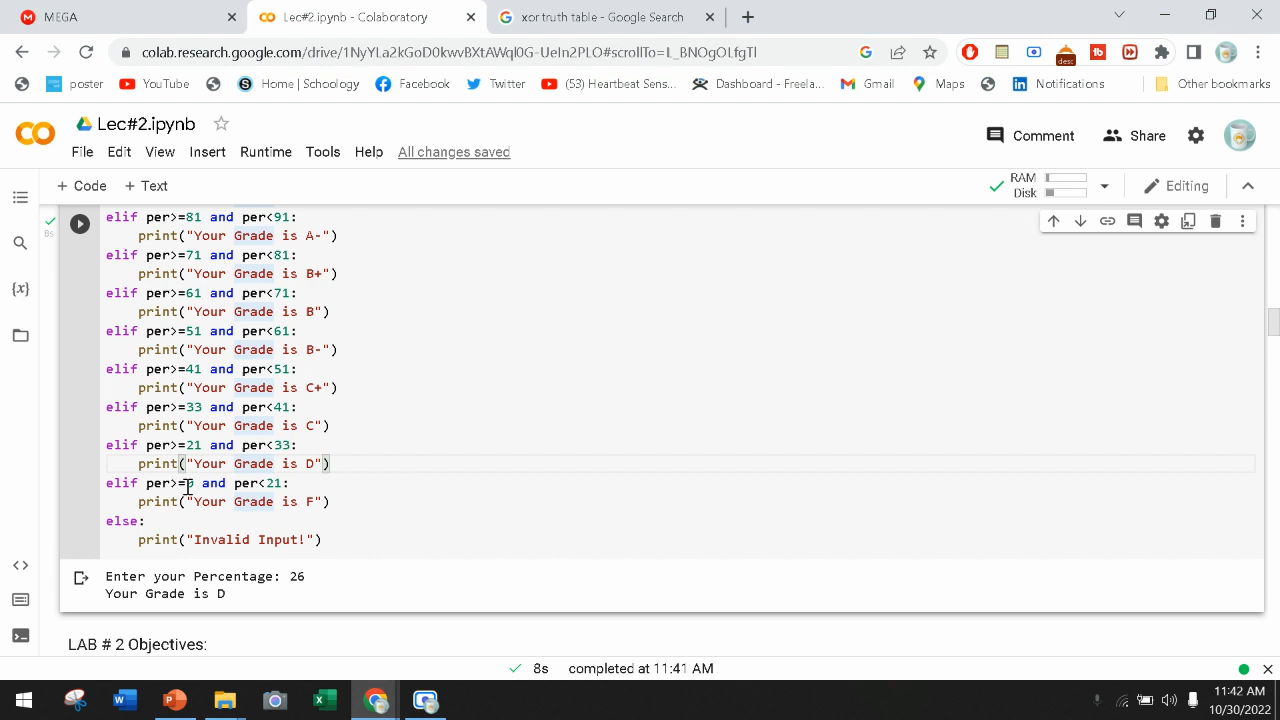 MEGA
Lec#2.ipynb - Colaboratory
xor truth table - Google Search
colab.research.google.com/drive/1NyYLa2kGoD0kwvBXtAWql0G-UeIn2PLO#scrollTo=L_BNOgOLfgTl
poster
YouTube
Home | Schoology
Facebook
Twitter
(53) Heartbeat Sens...
Dashboard - Freela...
Gmail
Maps
Notifications
Other bookmarks
Lec#2.ipynb
File Edit View Insert Runtime Tools Help All changes saved
Comment
Share
+ Code + Text
RAM
Disk
Editing
8s
elif per>=81 and per<91:
print("Your Grade is A-")
elif per>=71 and per<81:
print("Your Grade is B+")
elif per>=61 and per<71:
print("Your Grade is B")
elif per>=51 and per<61:
print("Your Grade is B-")
elif per>=41 and per<51:
print("Your Grade is C+")
elif per>=33 and per<41:
print("Your Grade is C")
elif per>=21 and per<33:
print("Your Grade is D")
elif per>=0 and per<21:
print("Your Grade is F")
else:
print("Invalid Input!")
Enter your Percentage: 26
Your Grade is D
LAB # 2 Objectives:
8s completed at 11:41 AM
11:42 AM
10/30/2022